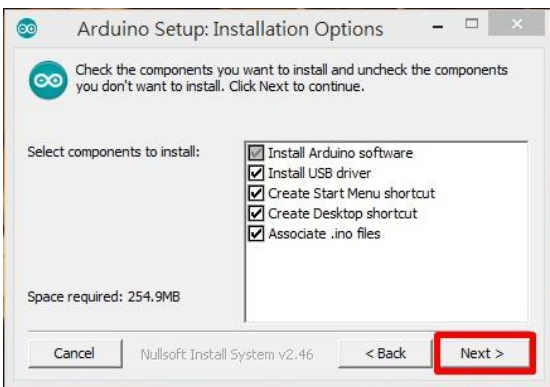 Arduino Setup: Installation Options
Check the components you want to install and uncheck the components
you don't want to install. Click Next to continue.
Select components to install:
Install Arduino software
Install USB driver
Create Start Menu shortcut
Create Desktop shortcut
Associate .ino files
Space required: 254.9MB
Cancel
Nullsoft Install System v2.46
< Back
Next >